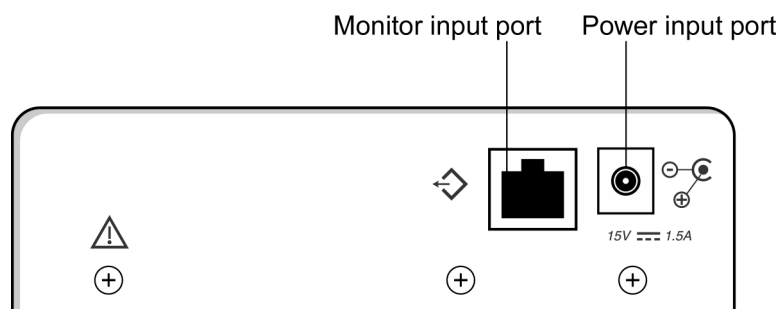 Monitor input port Power input port
15V ⎓ 1.5A